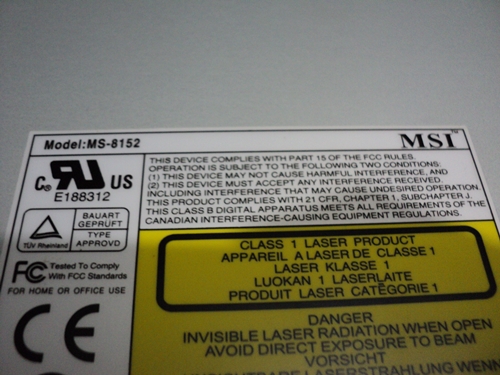 Model:MS-8152
MSI™
C RU US
E188312
BAUART
GEPRÜFT
TÜV Rheinland
TYPE
APPROVD
FC Tested To Comply
With FCC Standards
FOR HOME OR OFFICE USE
CE
THIS DEVICE COMPLIES WITH PART 15 OF THE FCC RULES.
OPERATION IS SUBJECT TO THE FOLLOWING TWO CONDITIONS:
(1) THIS DEVICE MAY NOT CAUSE HARMFUL INTERFERENCE, AND
(2) THIS DEVICE MUST ACCEPT ANY INTERFERENCE RECEIVED.
INCLUDING INTERFERENCE THAT MAY CAUSE UNDESIRED OPERATION.
THIS PRODUCT COMPLIES WITH 21 CFR, CHAPTER 1, SUBCHAPTER J.
THIS CLASS B DIGITAL APPARATUS MEETS ALL REQUIREMENTS OF THE
CANADIAN INTERFERENCE-CAUSING EQUIPMENT REGULATIONS.
CLASS 1 LASER PRODUCT
APPAREIL A LASER DE CLASSE 1
LASER KLASSE 1
LUOKAN 1 LASERLAITE
PRODUIT LASER CATÉGORIE 1
DANGER
INVISIBLE LASER RADIATION WHEN OPEN
AVOID DIRECT EXPOSURE TO BEAM
VORSICHT
LASERSTRAHLUNG WENN